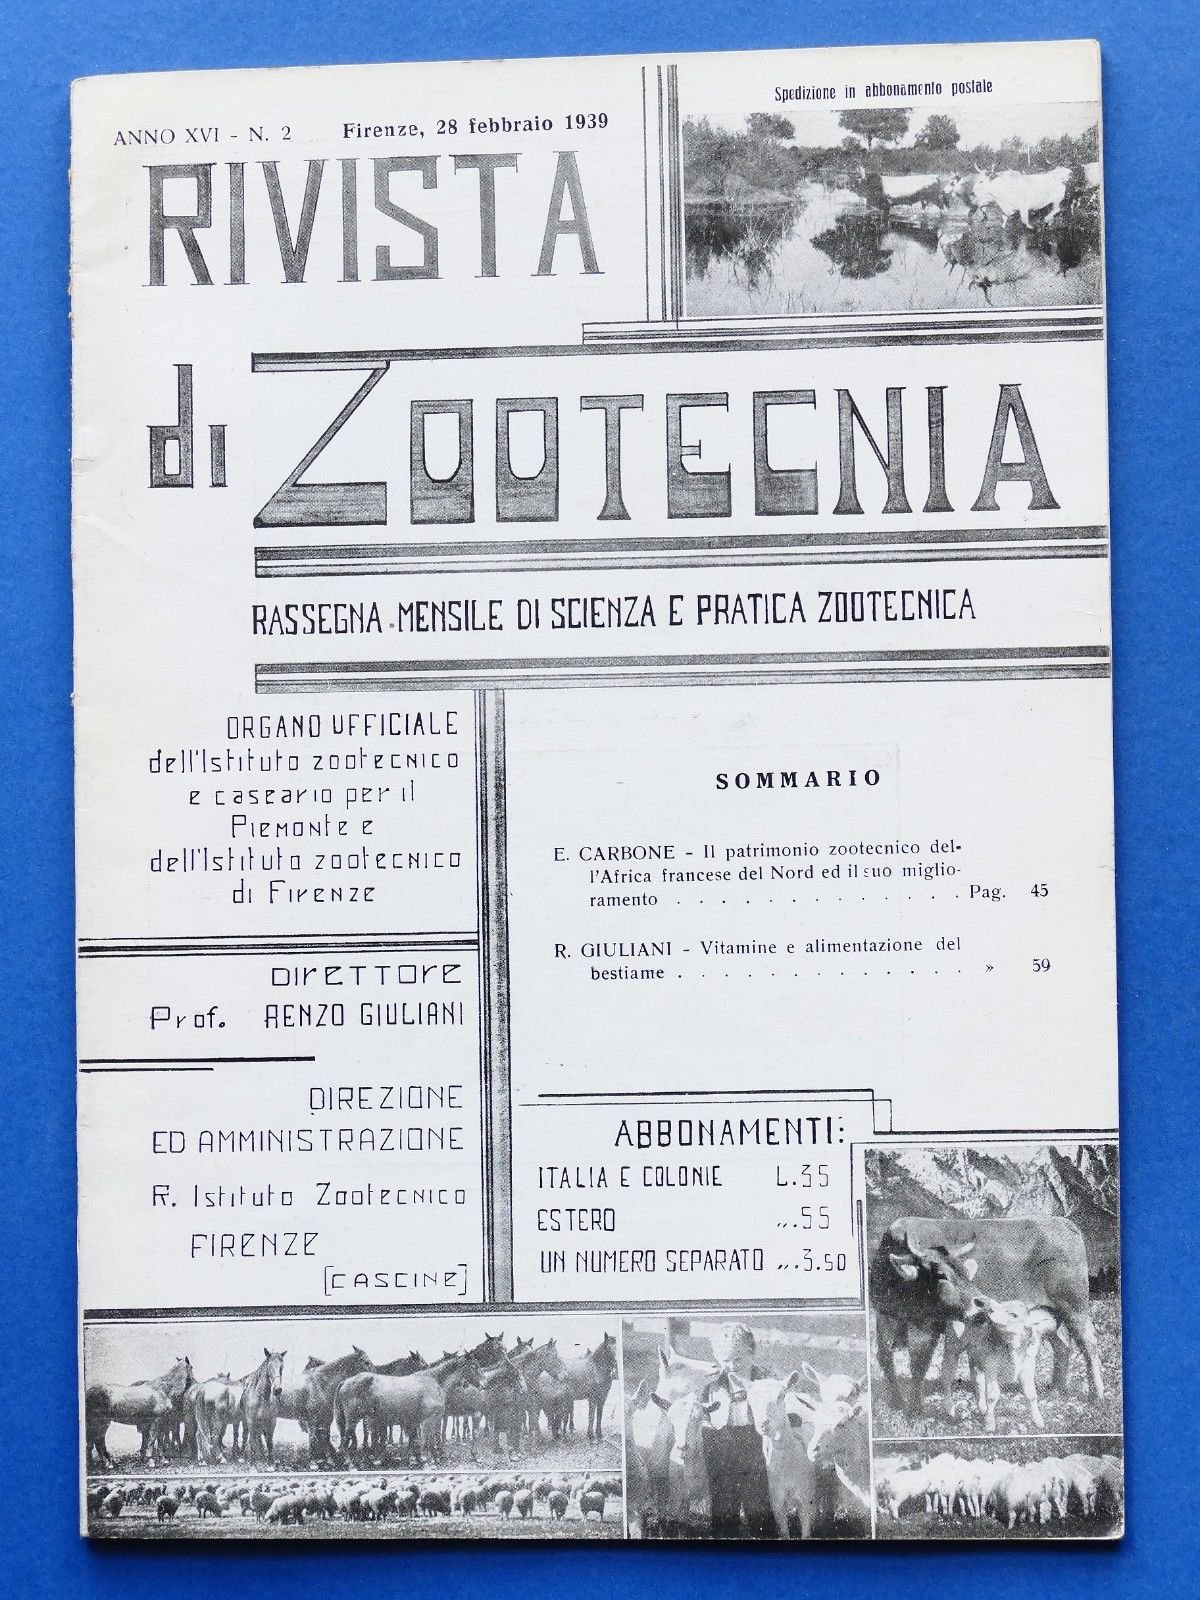 Spedizione in abbonamento postale
ANNO XVI - N. 2 Firenze, 28 febbraio 1939
RIVISTA
di ZOOTECNIA
RASSEGNA MENSILE DI SCIENZA E PRATICA ZOOTECNICA
ORGANO UFFICIALE
dell'Istituto zootecnico
e caseario per il
Piemonte e
dell'Istituto zootecnico
di Firenze
DIRETTORE
Prof. RENZO GIULIANI
DIREZIONE
ED AMMINISTRAZIONE
R. Istituto Zootecnico
FIRENZE
[CASCINE]
SOMMARIO
E. CARBONE - Il patrimonio zootecnico del-
l'Africa francese del Nord ed il suo miglio-
ramento . . . . . . . . . . . . . Pag. 45
R. GIULIANI - Vitamine e alimentazione del
bestiame . . . . . . . . . . . . . » 59
ABBONAMENTI:
ITALIA E COLONIE L. 35
ESTERO ,,. 55
UN NUMERO SEPARATO ,,. 3.50